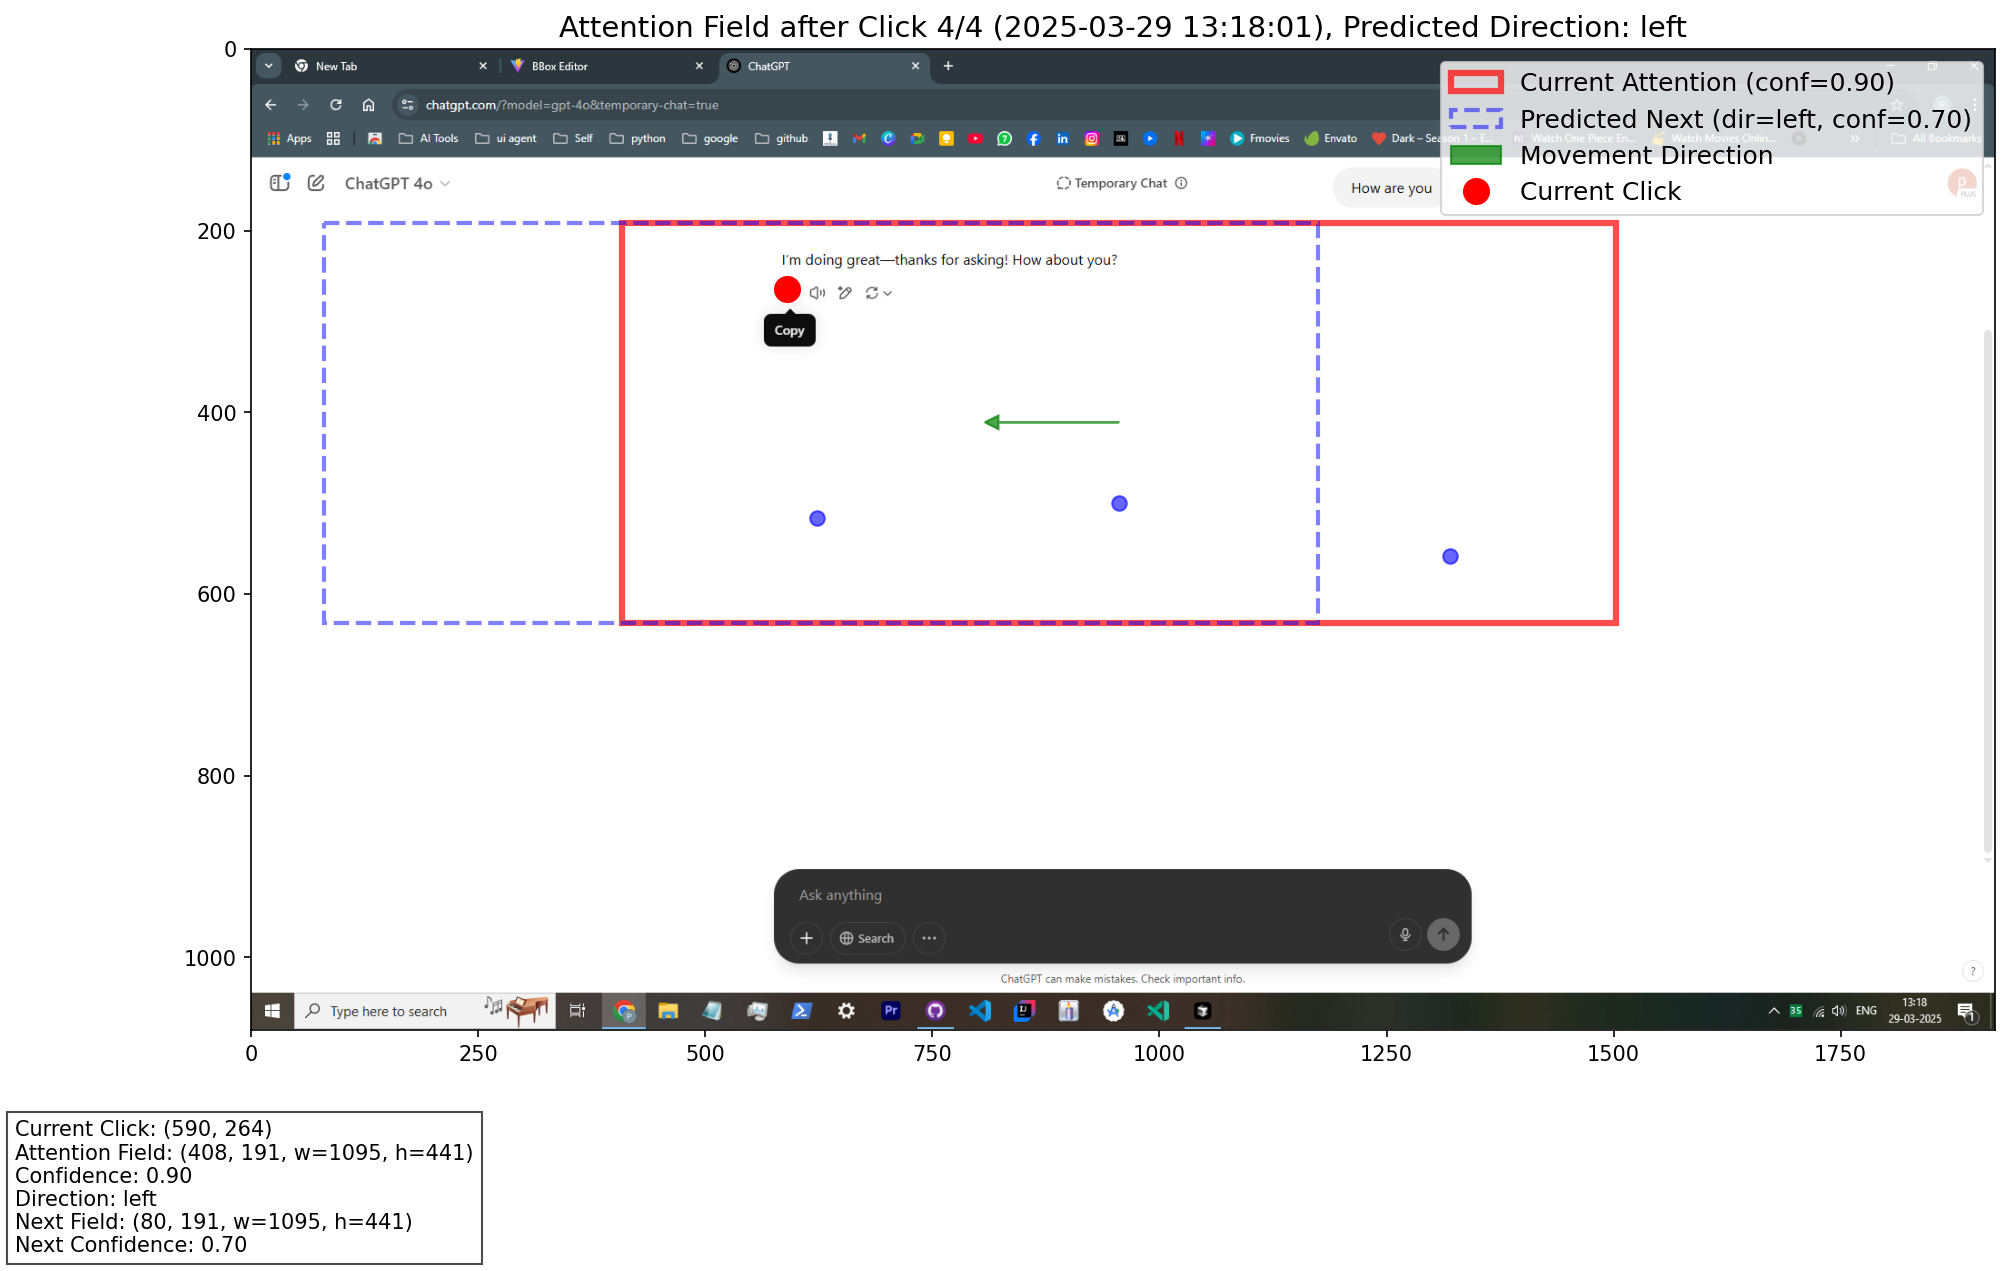 Attention Field after Click 4/4 (2025-03-29 13:18:01), Predicted Direction: left
New Tab
BBox Editor
ChatGPT
chatgpt.com/?model=gpt-4o&temporary-chat=true
Apps
AI Tools
ui agent
Self
python
google
github
Fmovies
Envato
Dark – Season 1 – E...
Watch One Piece En...
Watch Movies Onlin...
All Bookmarks
Current Attention (conf=0.90)
Predicted Next (dir=left, conf=0.70)
Movement Direction
Current Click
ChatGPT 4o
Temporary Chat
How are you
PLUS
I'm doing great—thanks for asking! How about you?
Copy
Ask anything
Search
ChatGPT can make mistakes. Check important info.
?
Type here to search
Pr
35
ENG
13:18
29-03-2025
1
0
200
400
600
800
1000
0
250
500
750
1000
1250
1500
1750
Current Click: (590, 264)
Attention Field: (408, 191, w=1095, h=441)
Confidence: 0.90
Direction: left
Next Field: (80, 191, w=1095, h=441)
Next Confidence: 0.70